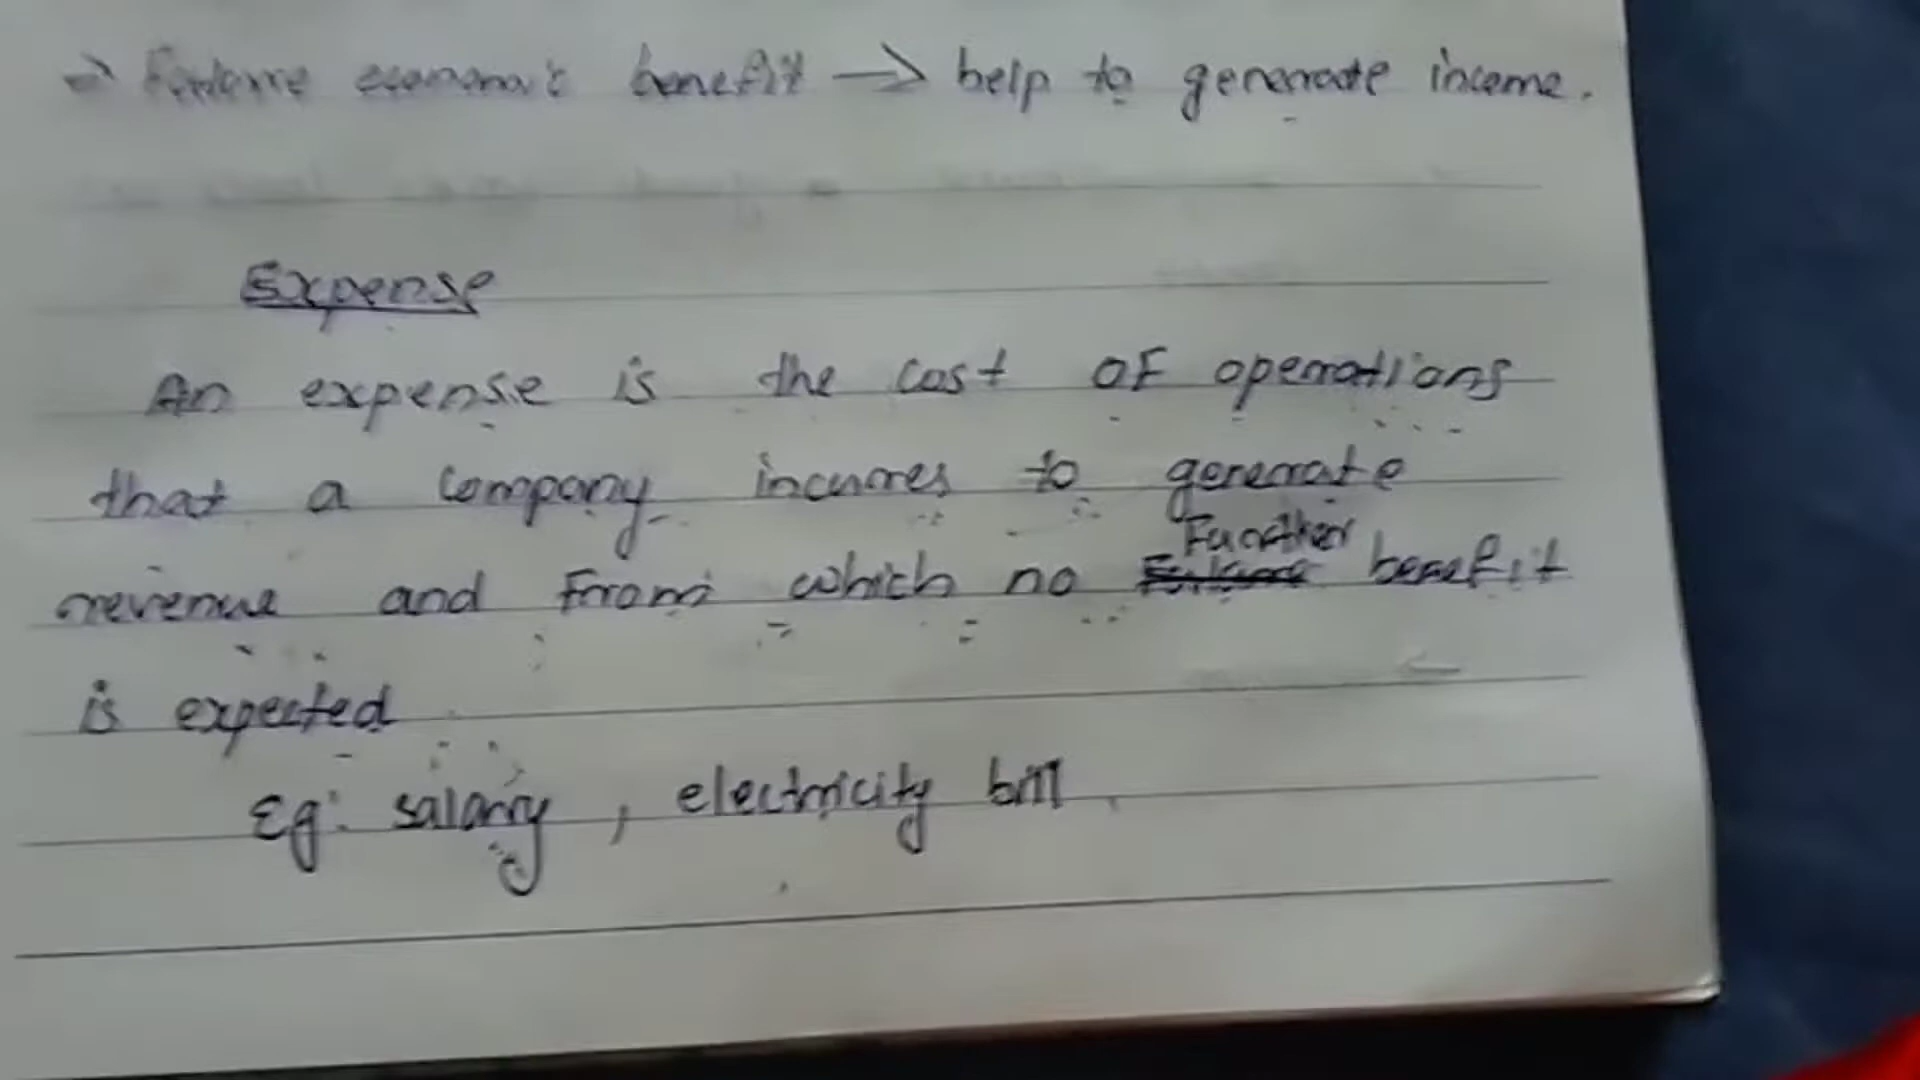 ⇒ Future economic benefit → help to generate income.
Expense
An expense is the cost of operations
that a company incurres to generate
revenue and from which no further benefit
is expected
Eg: salary, electricity bill